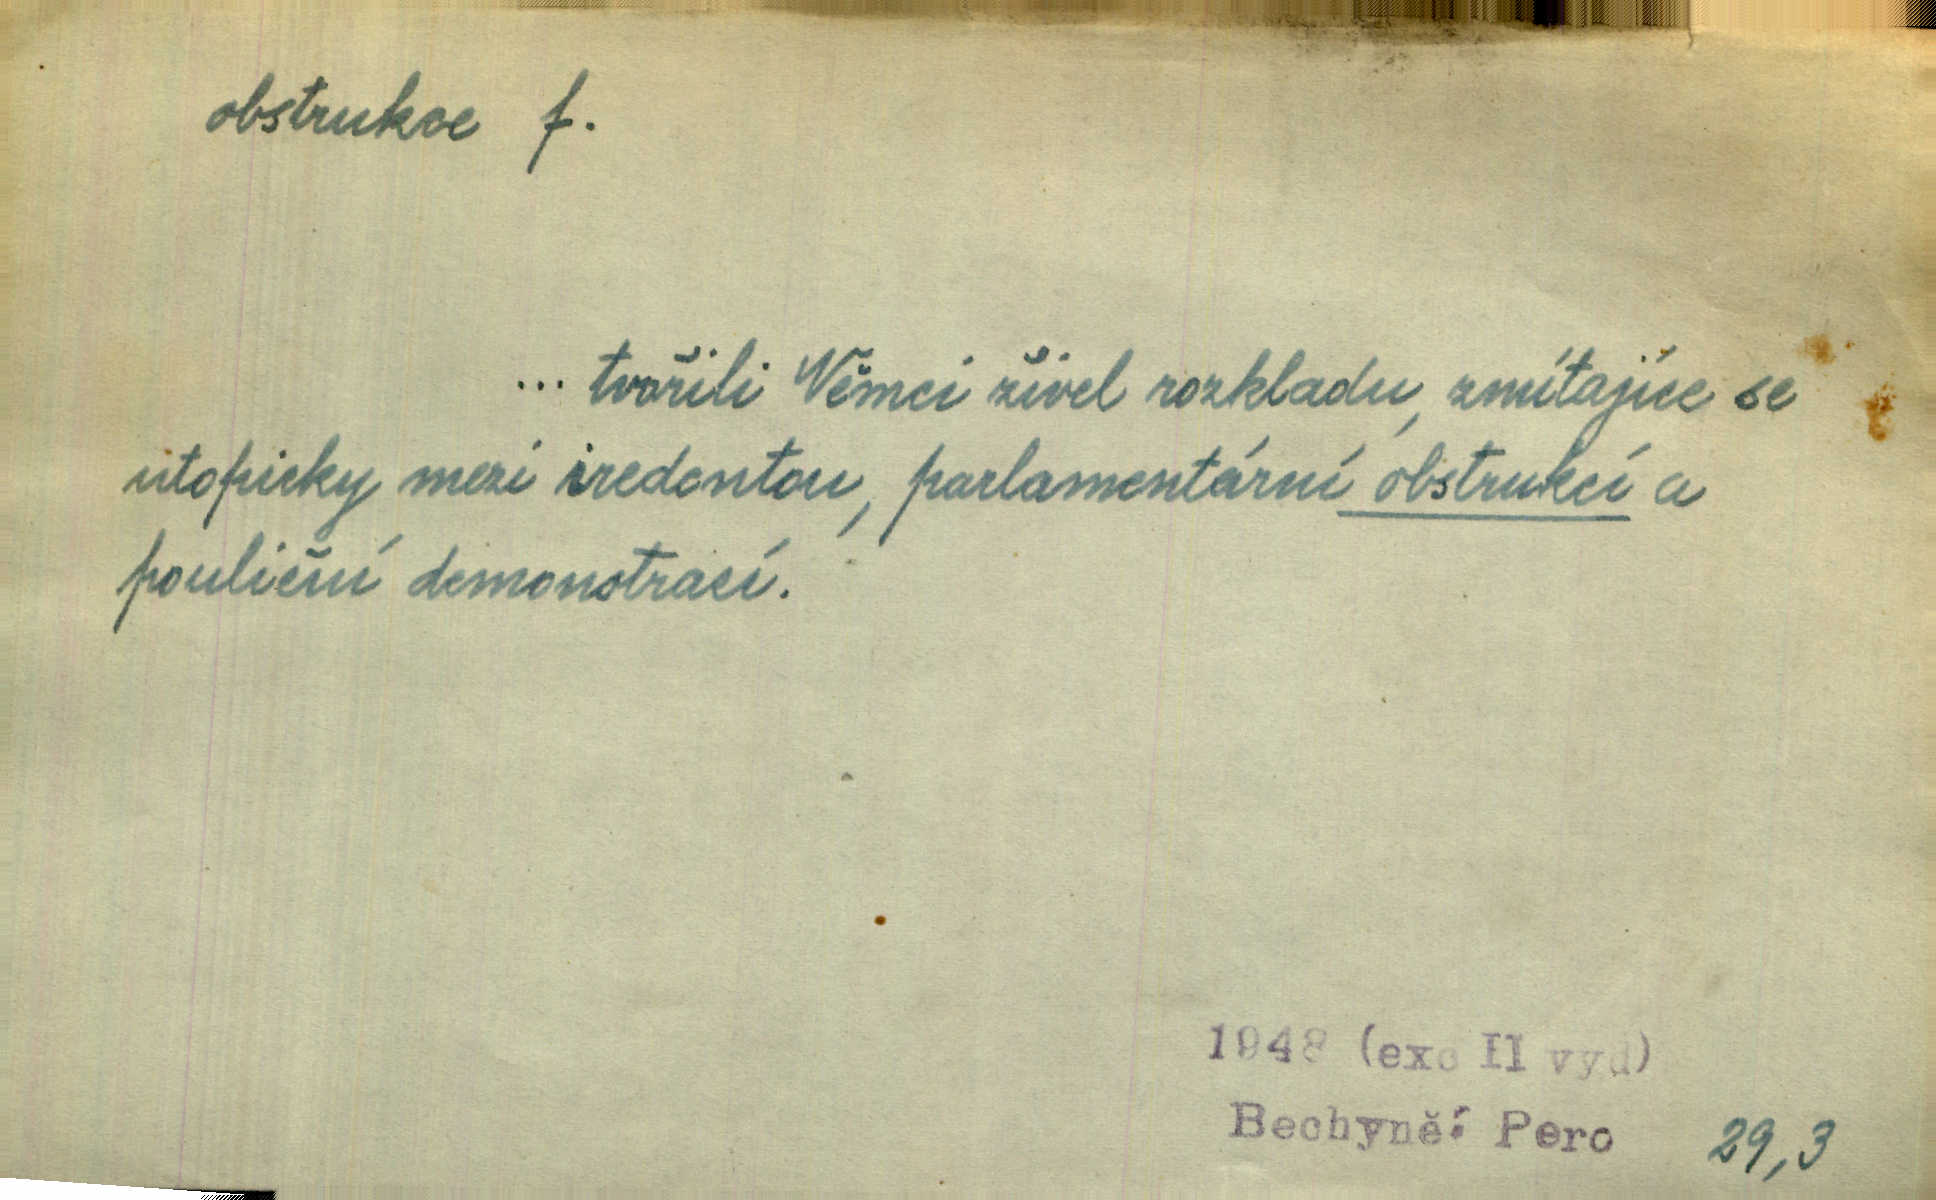 obstrukce f.
... tvořili Němci živel rozkladu, zmítajíce se
utopicky mezi iredentou, parlamentární obstrukcí a
pouliční demonstrací.
1948 (exc II vyd)
Bechyně: Pero 29,3